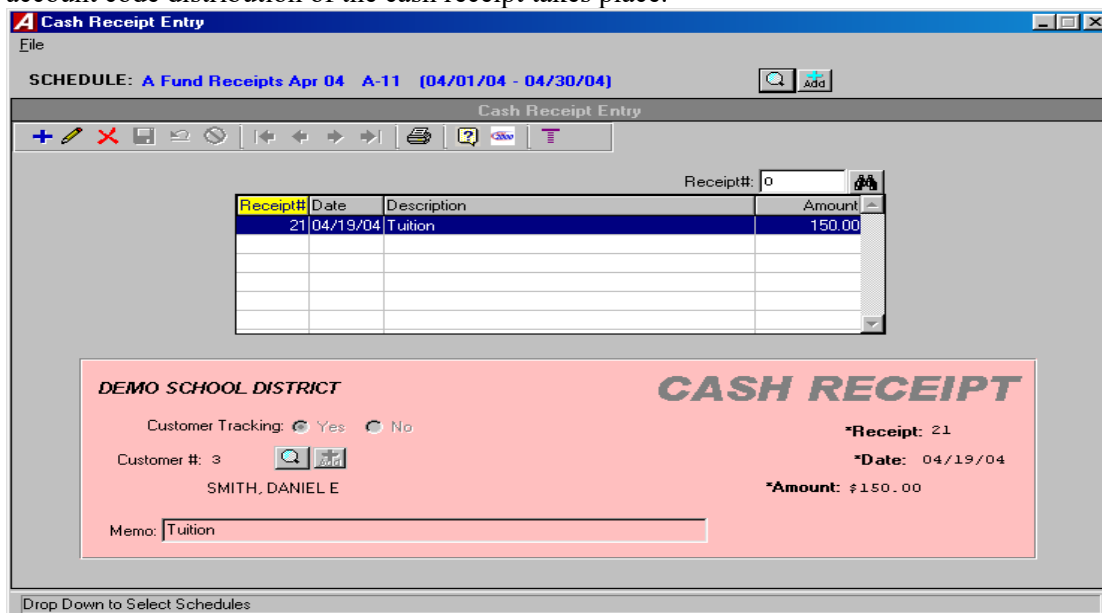 account code distribution of the cash receipt takes place.
Cash Receipt Entry
File
SCHEDULE: A Fund Receipts Apr 04 A-11 (04/01/04 - 04/30/04)
Add
Cash Receipt Entry
Receipt#: 0
Receipt# Date Description Amount
21 04/19/04 Tuition 150.00
DEMO SCHOOL DISTRICT
CASH RECEIPT
Customer Tracking: Yes No
*Receipt: 21
Customer #: 3 Add
*Date: 04/19/04
SMITH, DANIEL E
*Amount: $150.00
Memo: Tuition
Drop Down to Select Schedules